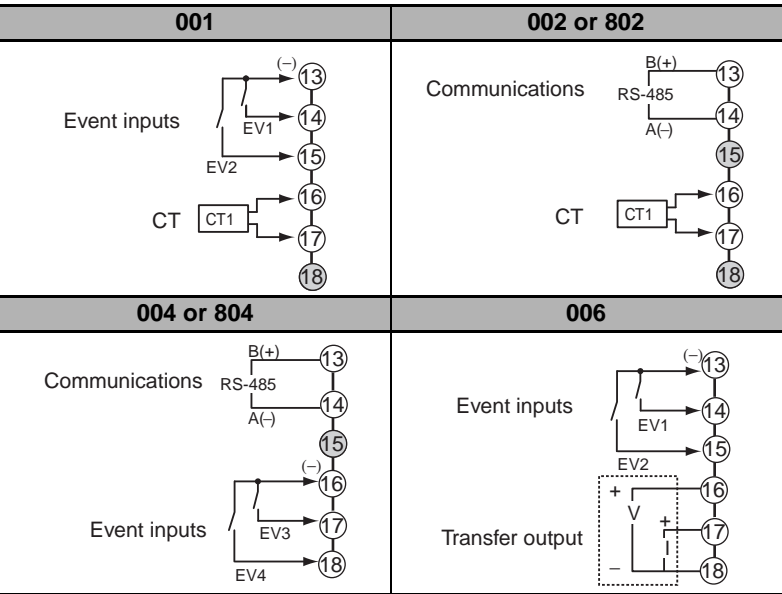 001
(−) 13
Event inputs
14
EV1
15
EV2
16
CT
CT1
17
18
002 or 802
B(+)
13
Communications
RS-485
14
A(−)
15
16
CT
CT1
17
18
004 or 804
B(+)
13
Communications
RS-485
14
A(−)
15
(−)
16
Event inputs
EV3
17
EV4
18
006
(−) 13
Event inputs
14
EV1
15
EV2
+
16
V
+
17
Transfer output
I
−
18